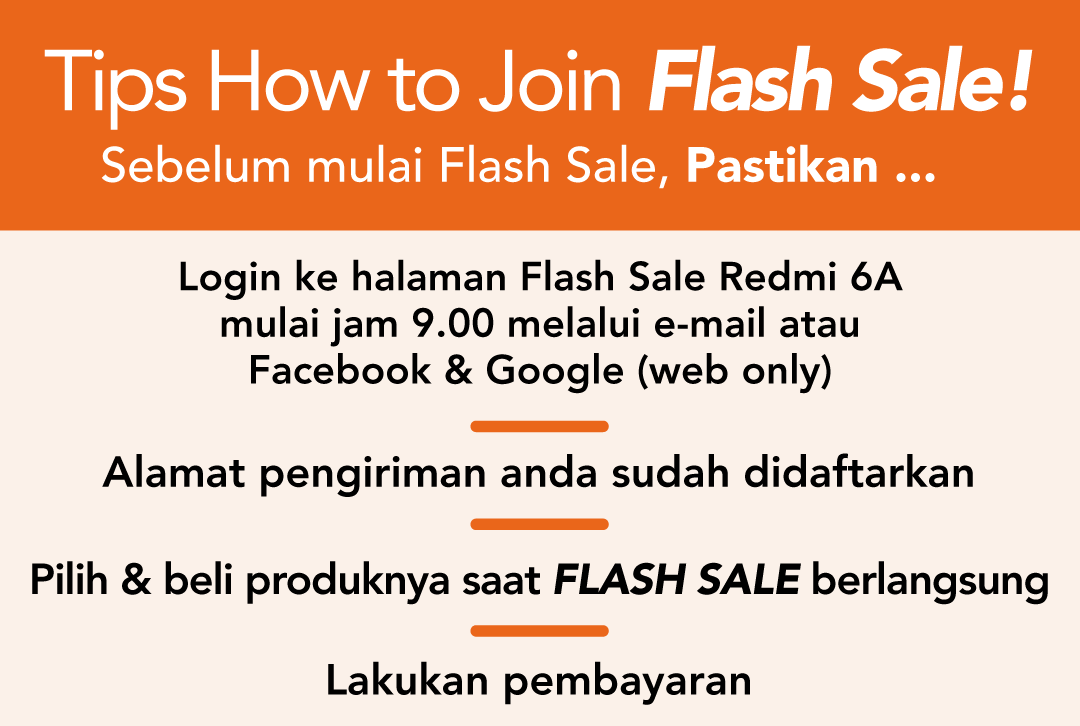 Tips How to Join Flash Sale!
Sebelum mulai Flash Sale, Pastikan ...
Login ke halaman Flash Sale Redmi 6A
mulai jam 9.00 melalui e-mail atau
Facebook & Google (web only)
Alamat pengiriman anda sudah didaftarkan
Pilih & beli produknya saat FLASH SALE berlangsung
Lakukan pembayaran